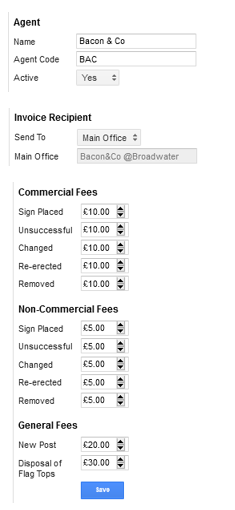 Agent
Name Bacon & Co
Agent Code BAC
Active Yes
Invoice Recipient
Send To Main Office
Main Office Bacon&Co @Broadwater
Commercial Fees
Sign Placed £10.00
Unsuccessful £10.00
Changed £10.00
Re-erected £10.00
Removed £10.00
Non-Commercial Fees
Sign Placed £5.00
Unsuccessful £5.00
Changed £5.00
Re-erected £5.00
Removed £5.00
General Fees
New Post £20.00
Disposal of £30.00
Flag Tops
Save